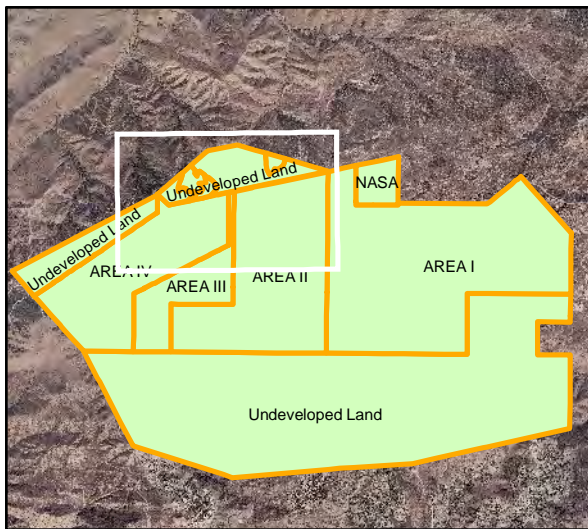 NASA
Undeveloped Land
Undeveloped Land
AREA IV
AREA III
AREA II
AREA I
Undeveloped Land